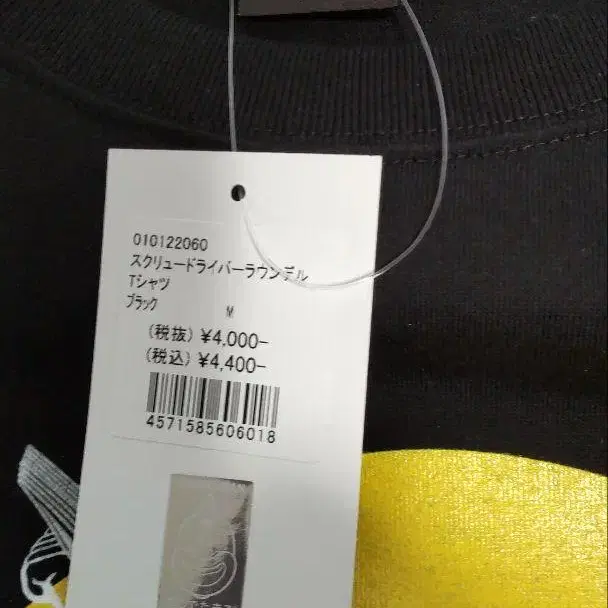 010122060
スクリュードライバーラウンデル
Tシャツ
ブラック M
(税抜) ¥4,000-
(税込) ¥4,400-
4571585606018